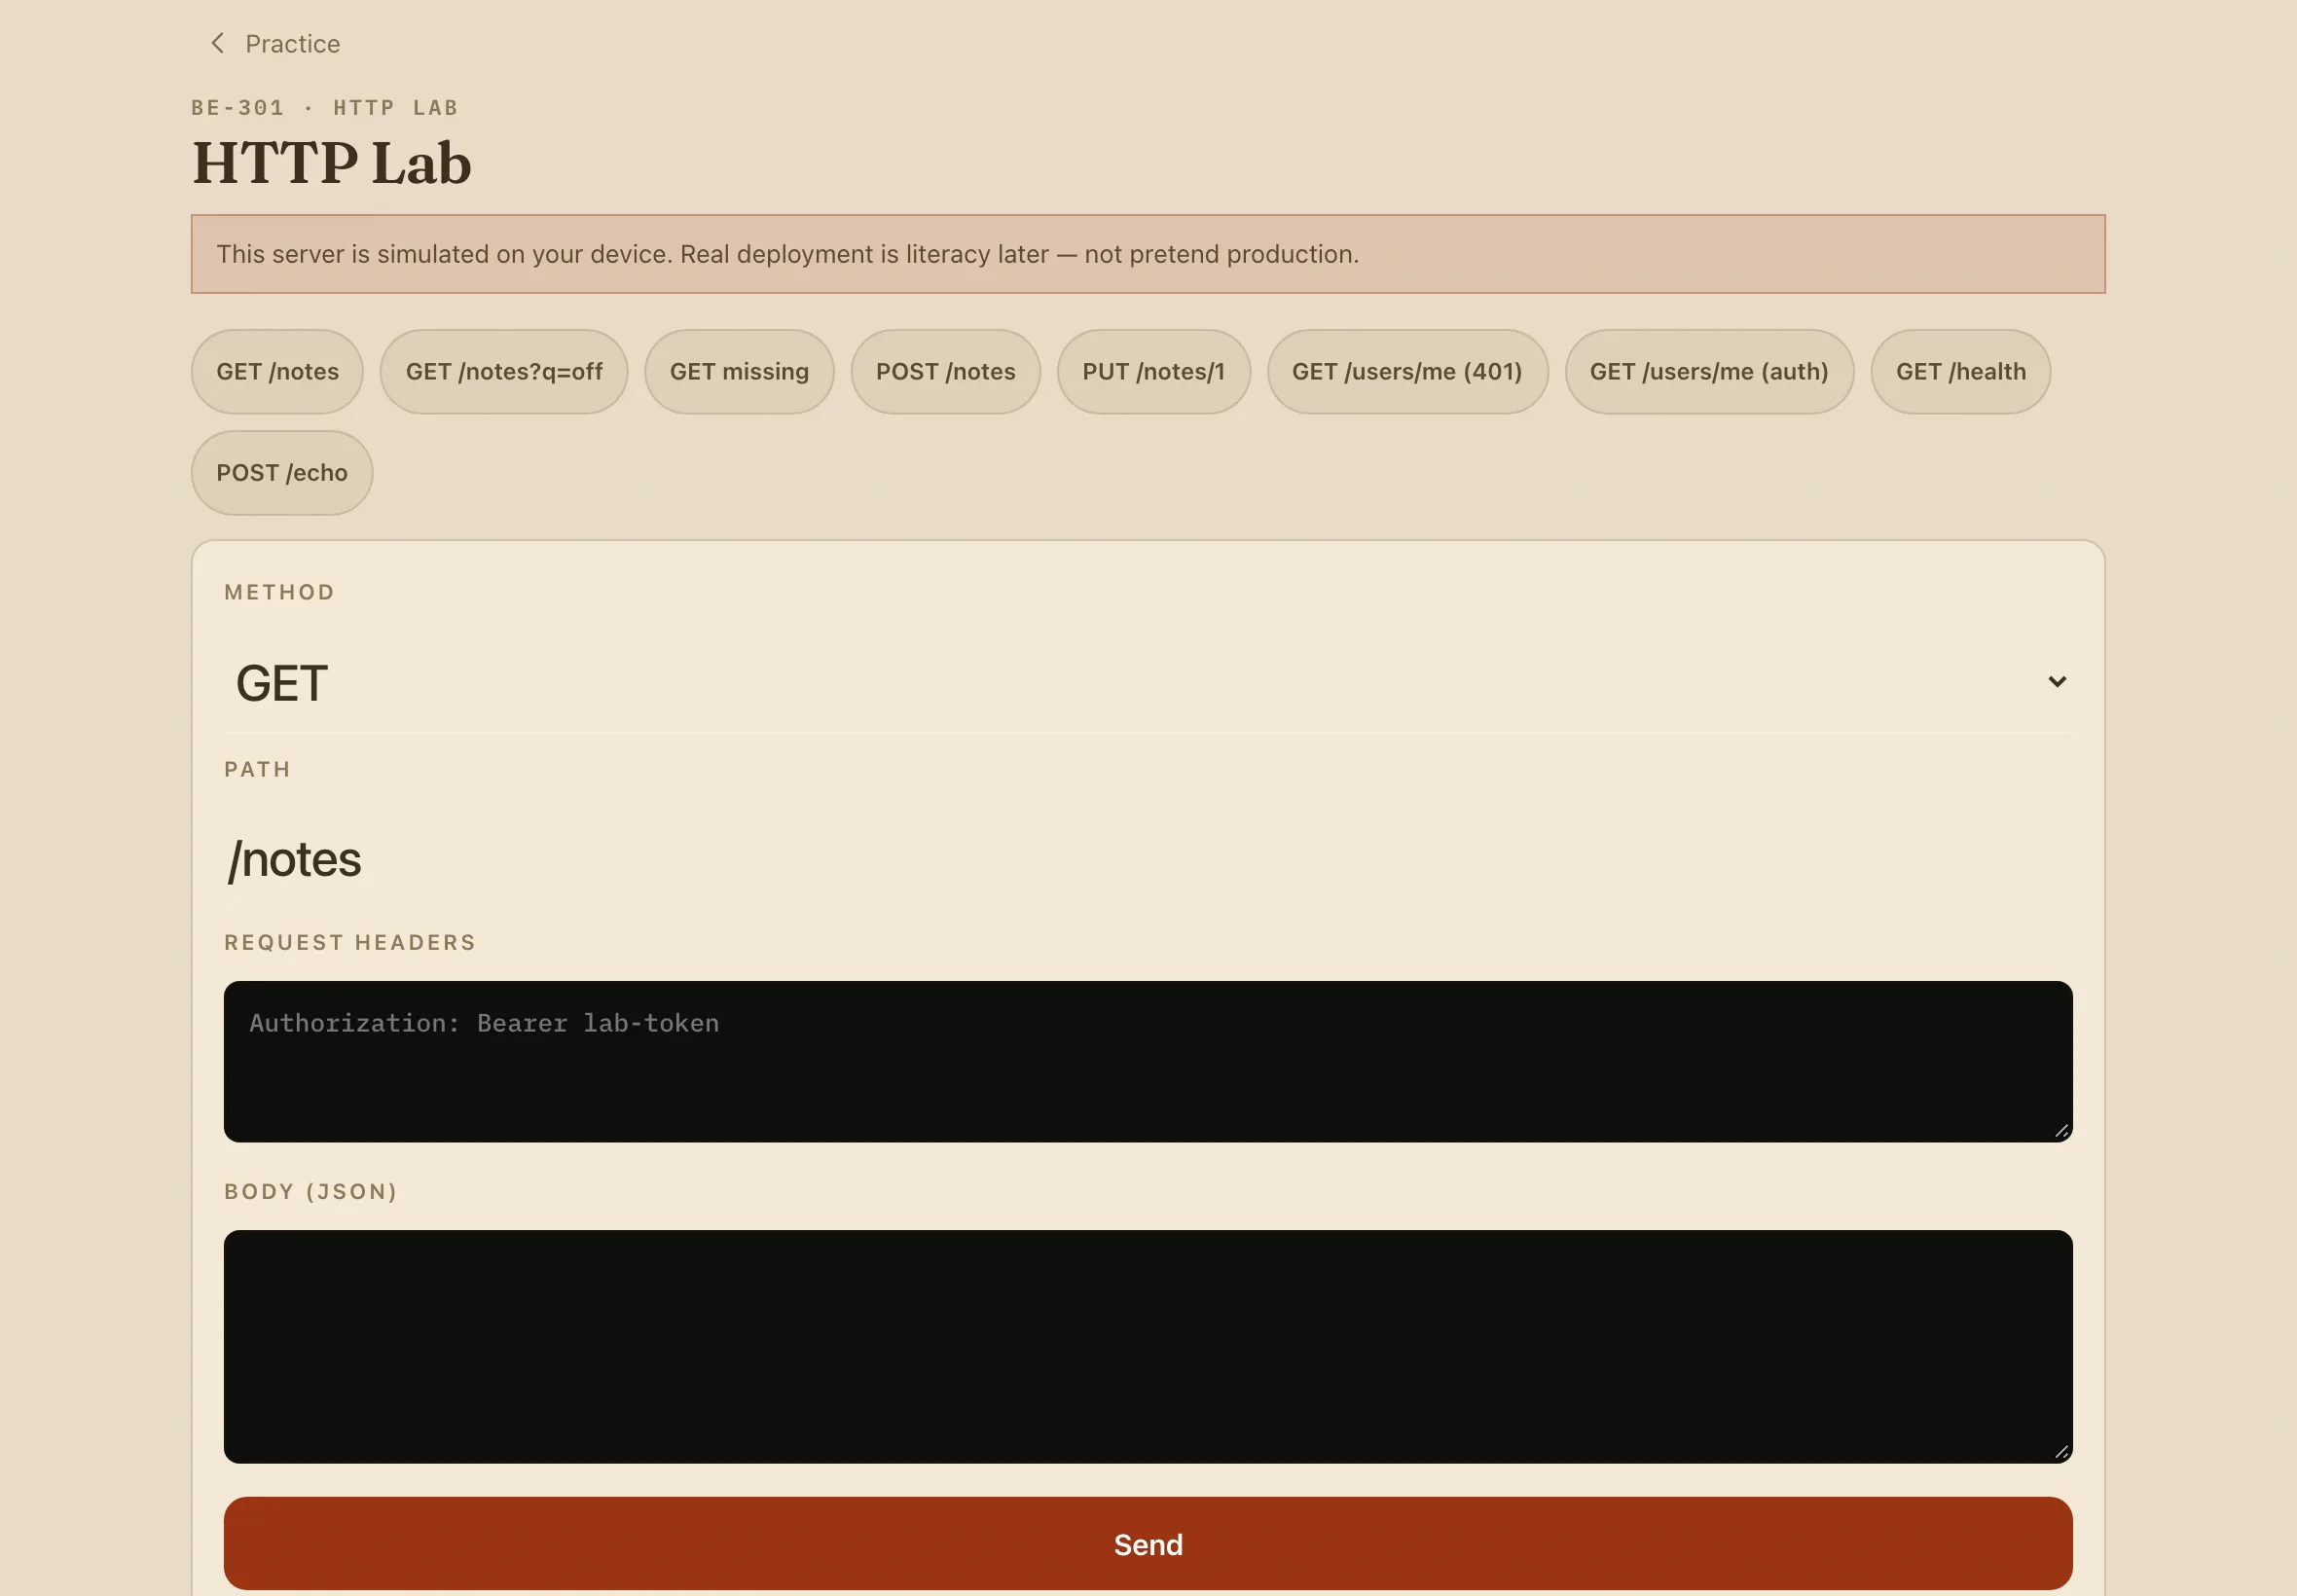 Practice
BE-301 · HTTP LAB
HTTP Lab
This server is simulated on your device. Real deployment is literacy later — not pretend production.
GET /notes
GET /notes?q=off
GET missing
POST /notes
PUT /notes/1
GET /users/me (401)
GET /users/me (auth)
GET /health
POST /echo
METHOD
GET
PATH
/notes
REQUEST HEADERS
Authorization: Bearer lab-token
BODY (JSON)
Send